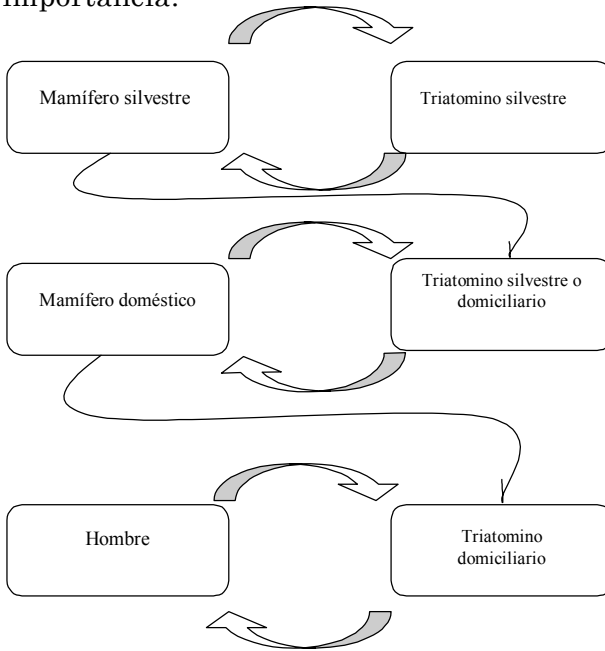 importancia.
Mamífero silvestre
Triatomino silvestre
Mamífero doméstico
Triatomino silvestre o
domiciliario
Hombre
Triatomino
domiciliario